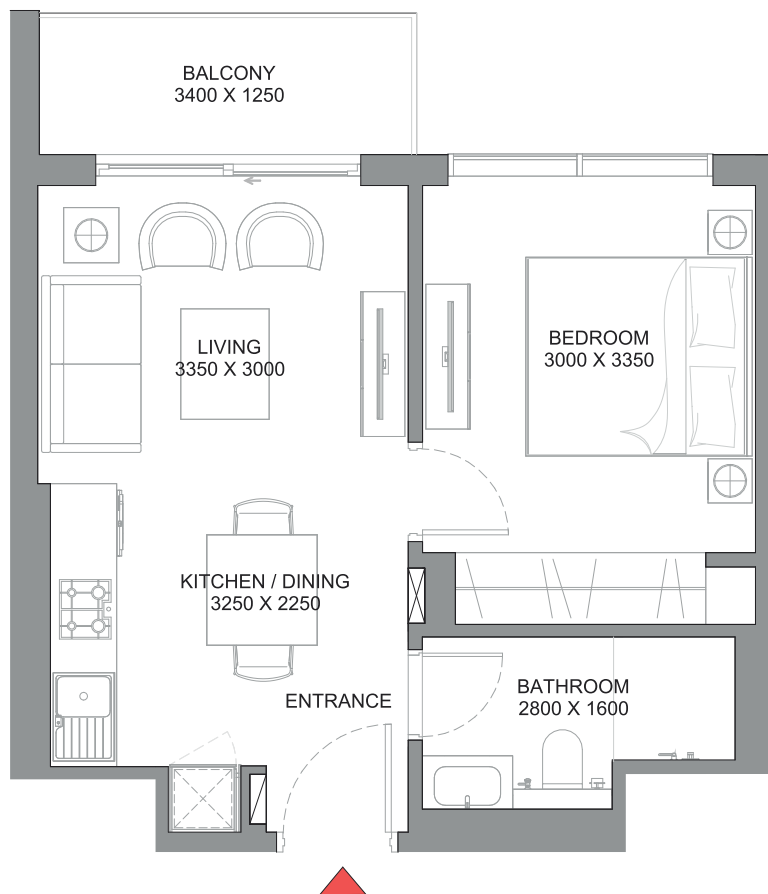 BALCONY
3400 X 1250
LIVING
3350 X 3000
BEDROOM
3000 X 3350
KITCHEN / DINING
3250 X 2250
ENTRANCE
BATHROOM
2800 X 1600